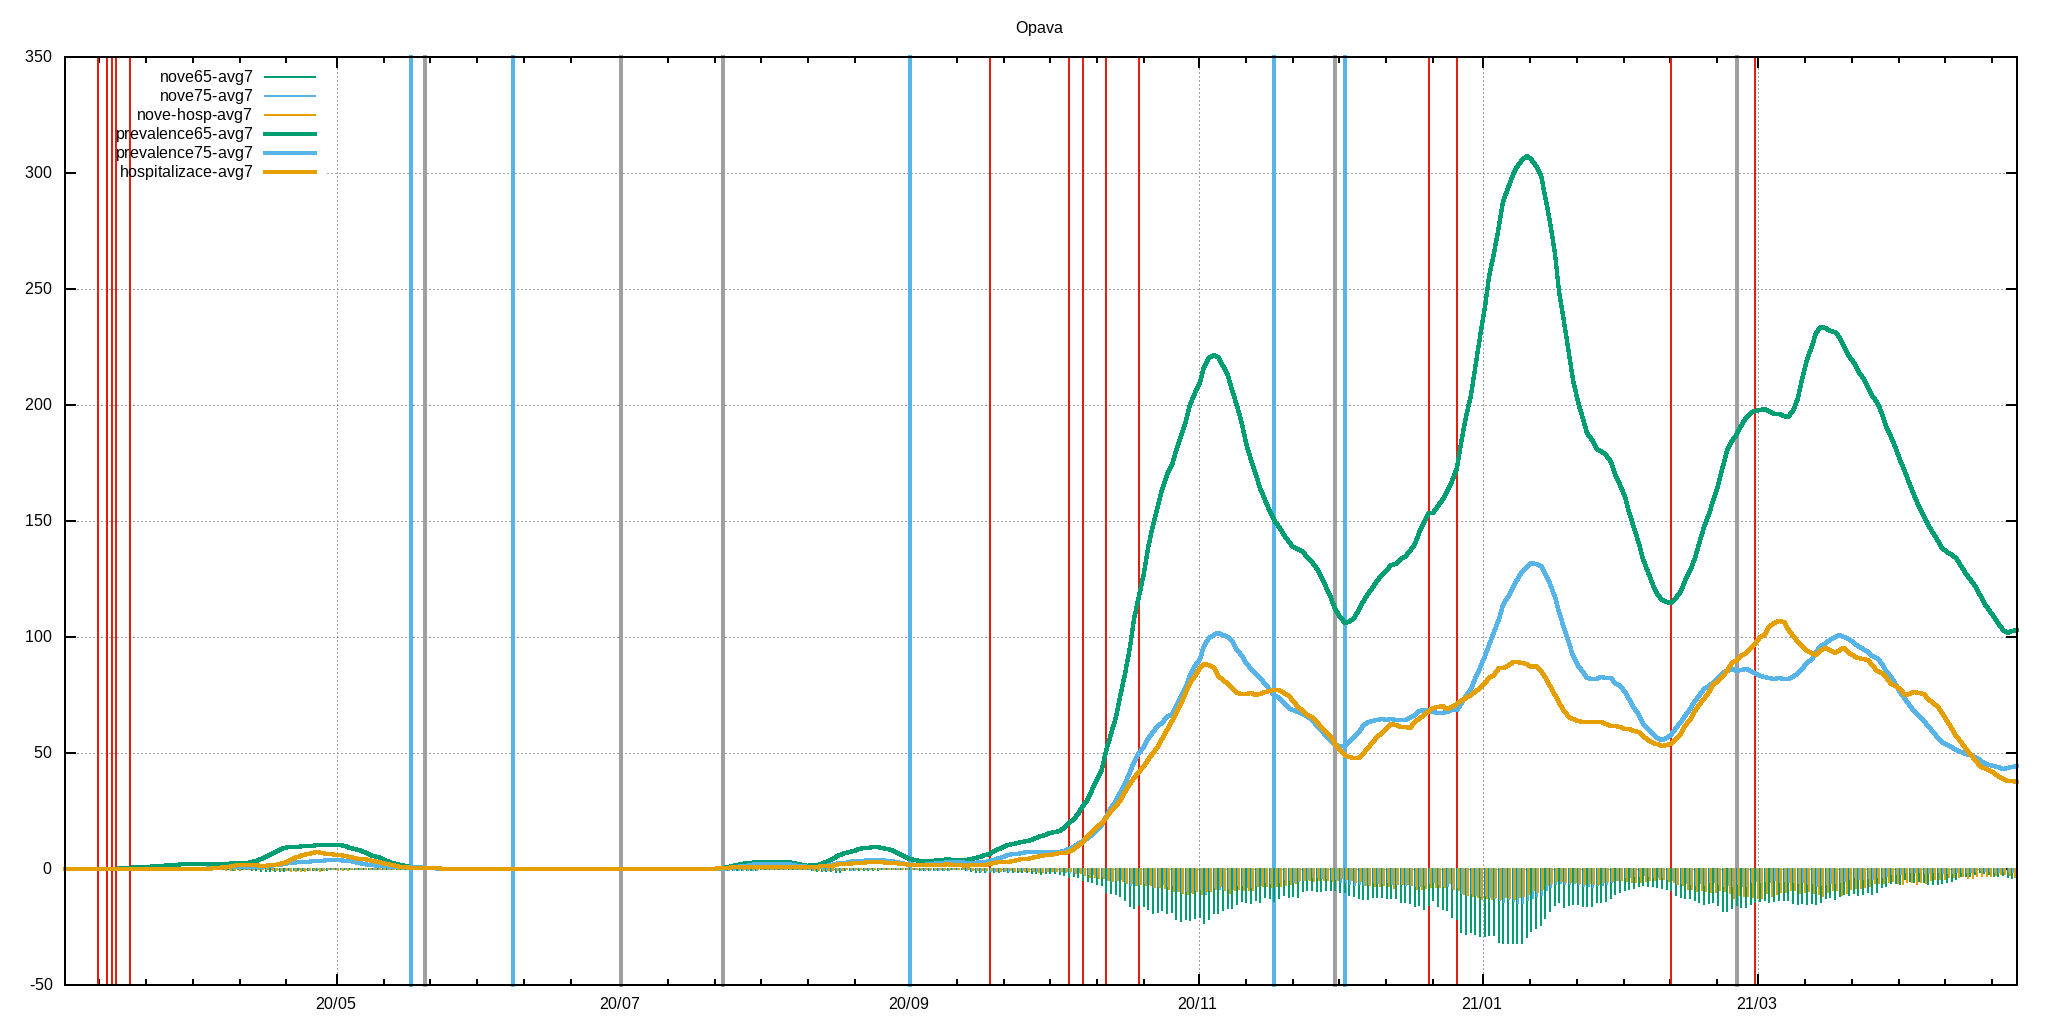 Opava
350
300
250
200
150
100
50
0
-50
nove65-avg7
nove75-avg7
nove-hosp-avg7
prevalence65-avg7
prevalence75-avg7
hospitalizace-avg7
20/05 20/07 20/09 20/11 21/01 21/03